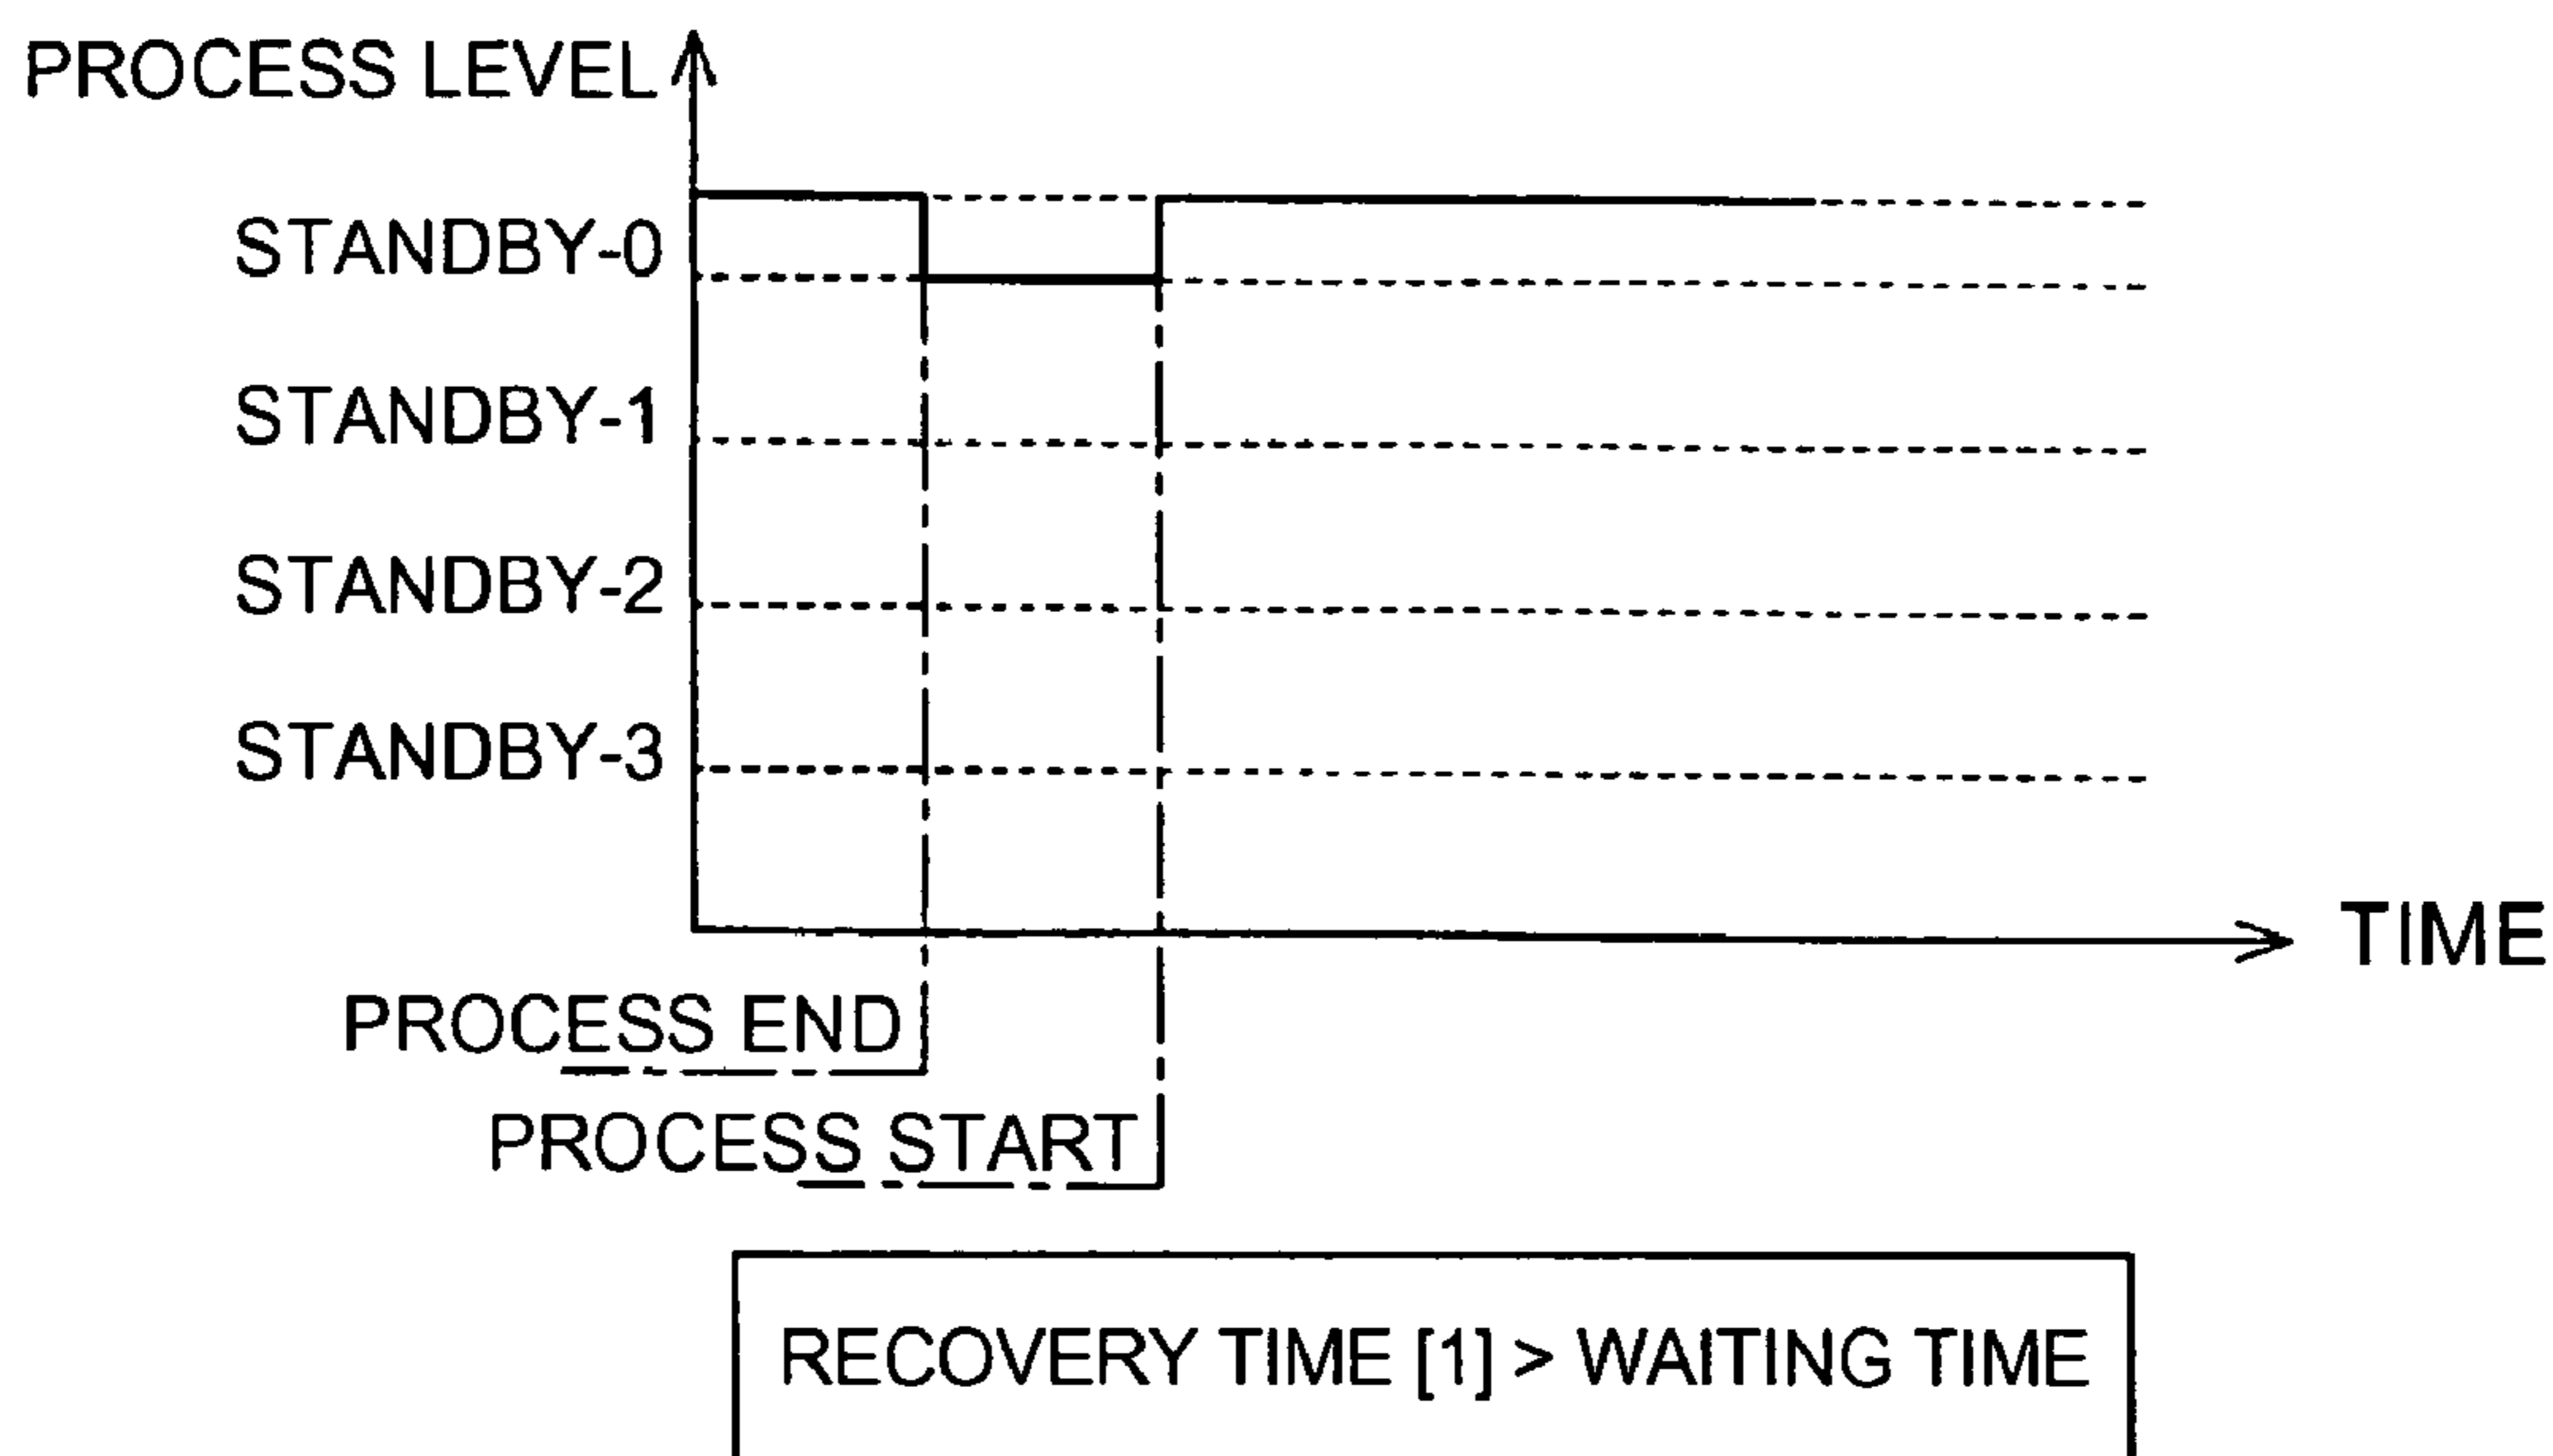 PROCESS LEVEL
STANDBY-0
STANDBY-1
STANDBY-2
STANDBY-3
TIME
PROCESS END
PROCESS START
RECOVERY TIME [1] > WAITING TIME